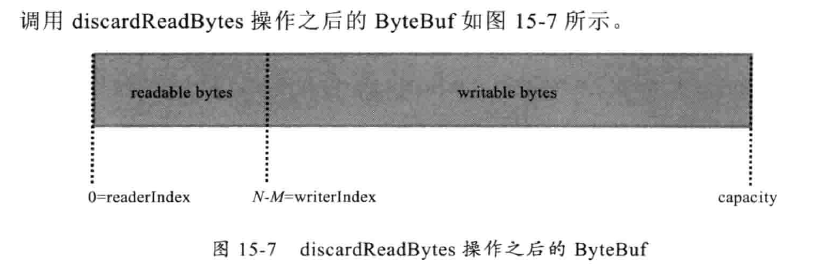 调用 discardReadBytes 操作之后的 ByteBuf 如图 15-7 所示。
readable bytes writable bytes
0=readerIndex N-M=writerIndex capacity
图 15-7 discardReadBytes 操作之后的 ByteBuf